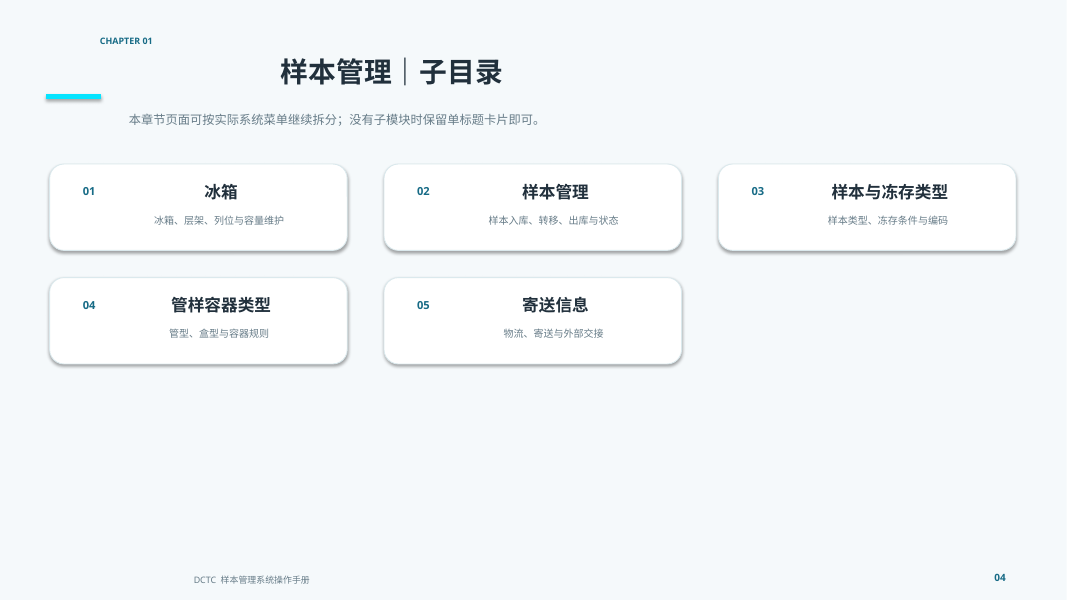 CHAPTER 01
样本管理｜子目录
本章节页面可按实际系统菜单继续拆分；没有子模块时保留单标题卡片即可。
01 冰箱
冰箱、层架、列位与容量维护
02 样本管理
样本入库、转移、出库与状态
03 样本与冻存类型
样本类型、冻存条件与编码
04 管样容器类型
管型、盒型与容器规则
05 寄送信息
物流、寄送与外部交接
DCTC 样本管理系统操作手册
04